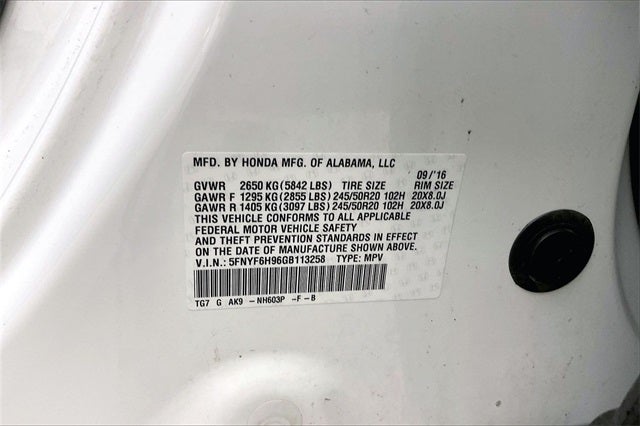 MFD. BY HONDA MFG. OF ALABAMA, LLC
09/'16
GVWR 2650 KG (5842 LBS) TIRE SIZE RIM SIZE
GAWR F 1295 KG (2855 LBS) 245/50R20 102H 20X8.0J
GAWR R 1405 KG (3097 LBS) 245/50R20 102H 20X8.0J
THIS VEHICLE CONFORMS TO ALL APPLICABLE
FEDERAL MOTOR VEHICLE SAFETY
AND THEFT PREVENTION STANDARDS IN EFFECT
ON THE DATE OF MANUFACTURE SHOWN ABOVE.
V.I.N.: 5FNYF6H96GB113258 TYPE: MPV
TG7 G AK9 -NH603P -F-B